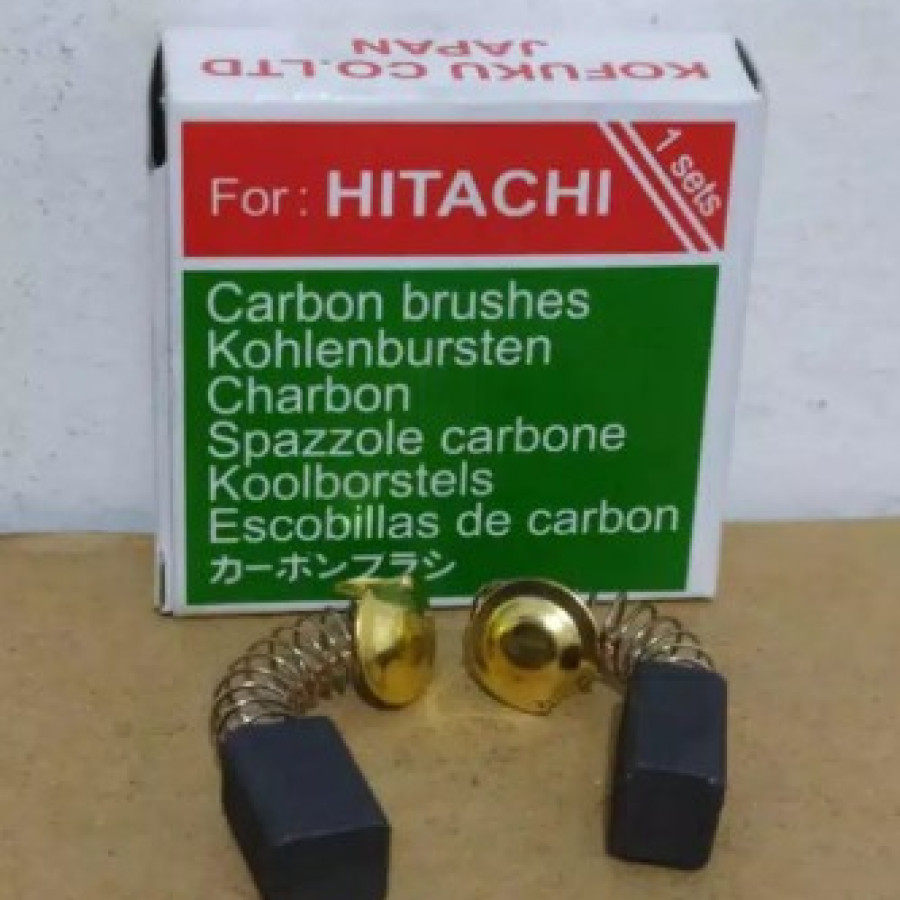 KOFUKU CO.LTD
JAPAN
For : HITACHI
1 sets
Carbon brushes
Kohlenbursten
Charbon
Spazzole carbone
Koolborstels
Escobillas de carbon
カーホンフラシ